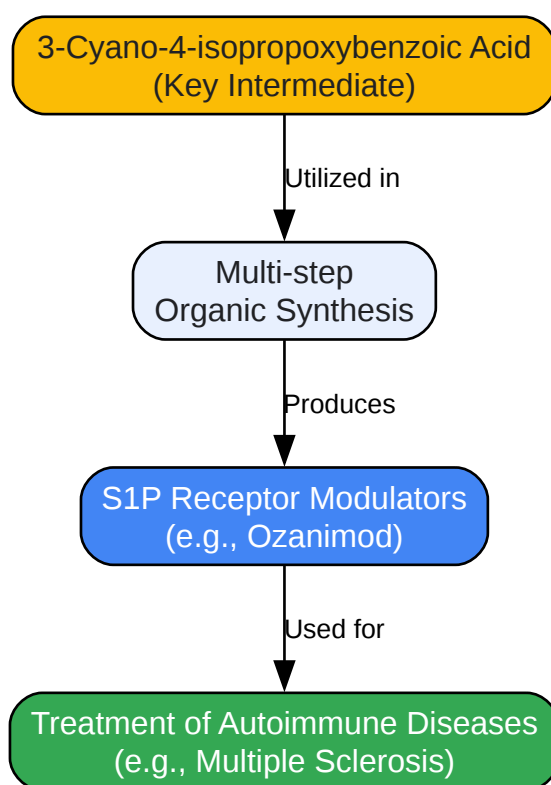 3-Cyano-4-isopropoxybenzoic Acid
(Key Intermediate)
Utilized in
Multi-step
Organic Synthesis
Produces
S1P Receptor Modulators
(e.g., Ozanimod)
Used for
Treatment of Autoimmune Diseases
(e.g., Multiple Sclerosis)